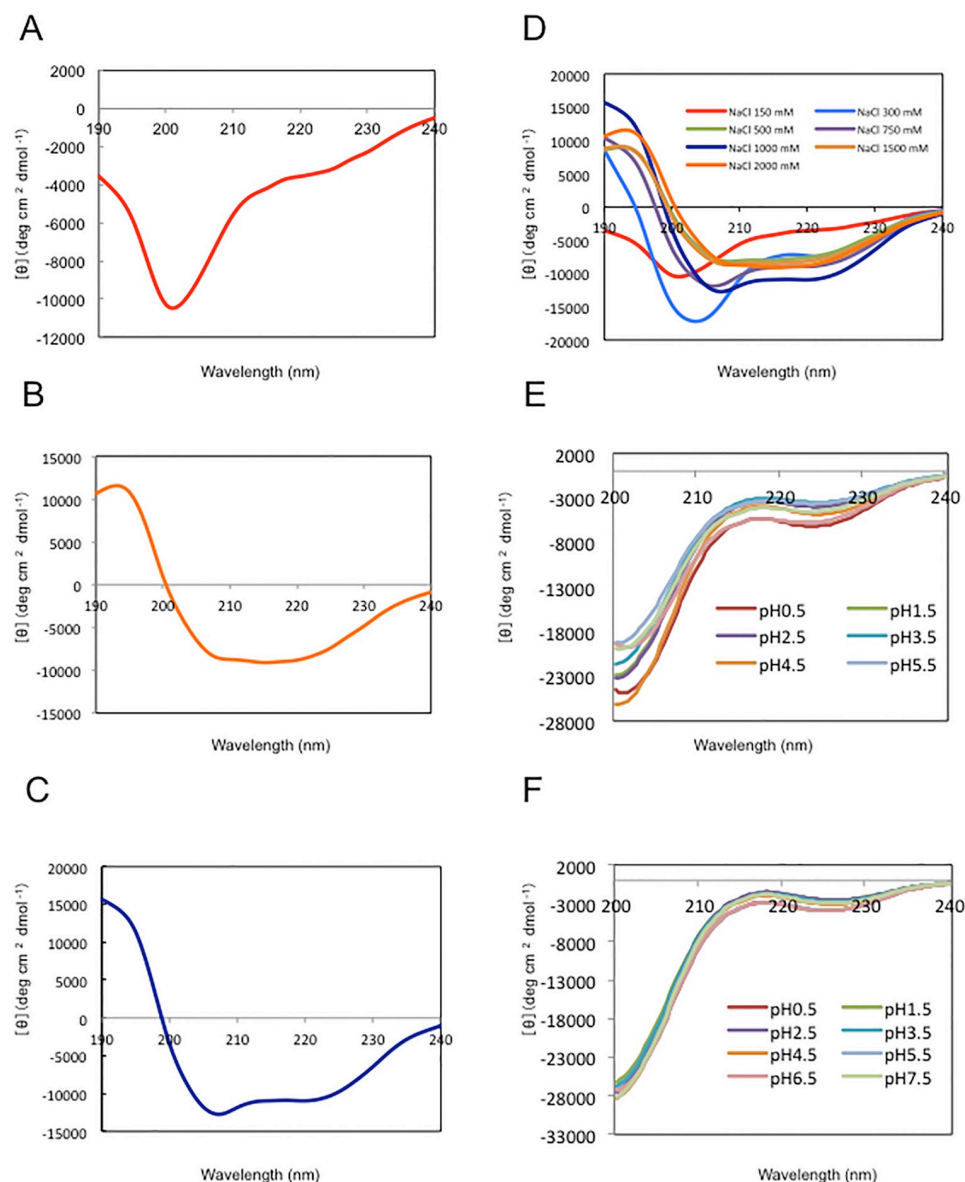 A
2000
0
-2000
-4000
-6000
-8000
-10000
-12000
190 200 210 220 230 240
[θ] (deg cm 2 dmol -1)
Wavelength (nm)
B
15000
10000
5000
0
-5000
-10000
-15000
190 200 210 220 230 240
[θ] (deg cm 2 dmol -1)
Wavelength (nm)
C
20000
15000
10000
5000
0
-5000
-10000
-15000
190 200 210 220 230 240
[θ] (deg cm 2 dmol -1)
Wavelength (nm)
D
20000
15000
10000
5000
0
-5000
-10000
-15000
-20000
190 200 210 220 230 240
NaCl 150 mM NaCl 300 mM
NaCl 500 mM NaCl 750 mM
NaCl 1000 mM NaCl 1500 mM
NaCl 2000 mM
[θ] (deg cm 2 dmol -1)
Wavelength (nm)
E
2000
-3000
-8000
-13000
-18000
-23000
-28000
200 210 220 230 240
pH0.5 pH1.5
pH2.5 pH3.5
pH4.5 pH5.5
[θ] (deg cm 2 dmol -1)
Wavelength (nm)
F
2000
-3000
-8000
-13000
-18000
-23000
-28000
-33000
200 210 220 230 240
pH0.5 pH1.5
pH2.5 pH3.5
pH4.5 pH5.5
pH6.5 pH7.5
[θ] (deg cm 2 dmol -1)
Wavelength (nm)